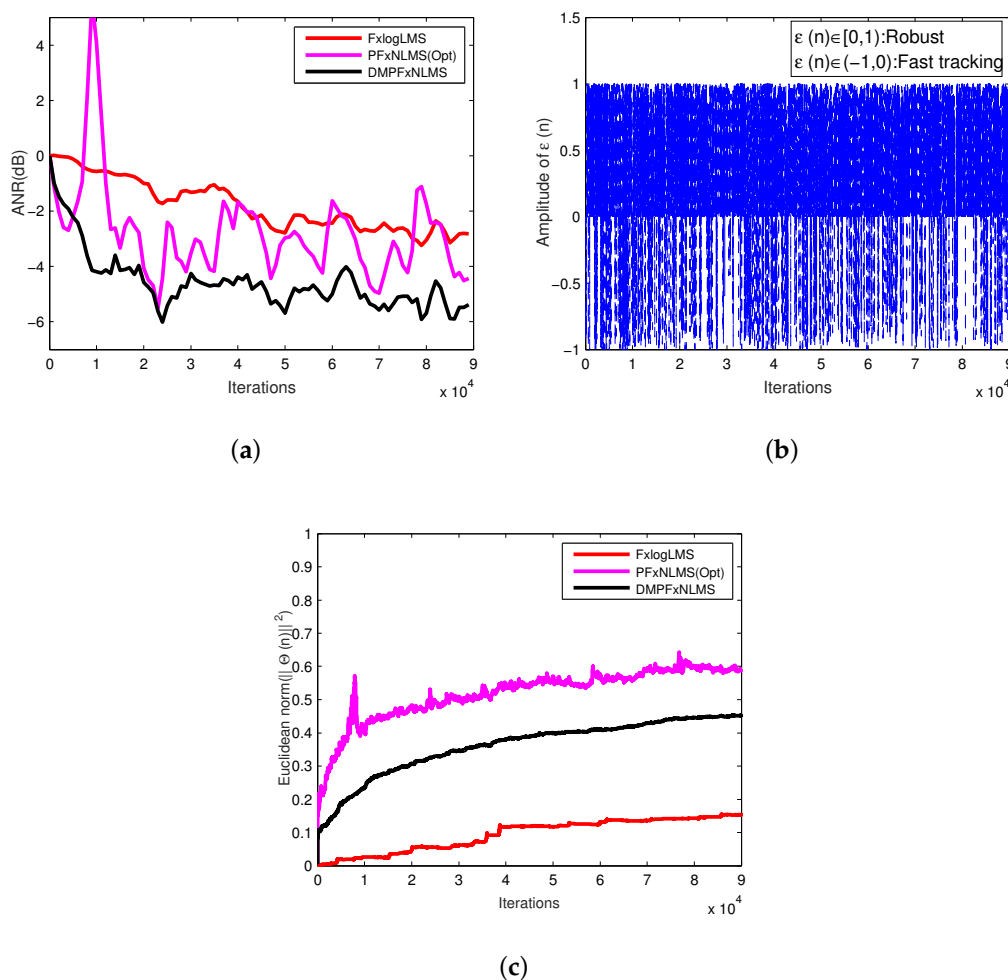 4
2
0
−2
−4
−6
0 1 2 3 4 5 6 7 8 9
x 10^4
Iterations
ANR(dB)
FxlogLMS
PFxNLMS(Opt)
DMPFxNLMS
(a)
1.5
1
0.5
0
−0.5
−1
0 1 2 3 4 5 6 7 8 9
x 10^4
Iterations
Amplitude of ε (n)
ε (n)∈[0,1):Robust
ε (n)∈(−1,0):Fast tracking
(b)
1
0.9
0.8
0.7
0.6
0.5
0.4
0.3
0.2
0.1
0
0 1 2 3 4 5 6 7 8 9
x 10^4
Iterations
Euclidean norm(|| Θ (n)|| ^2)
FxlogLMS
PFxNLMS(Opt)
DMPFxNLMS
(c)